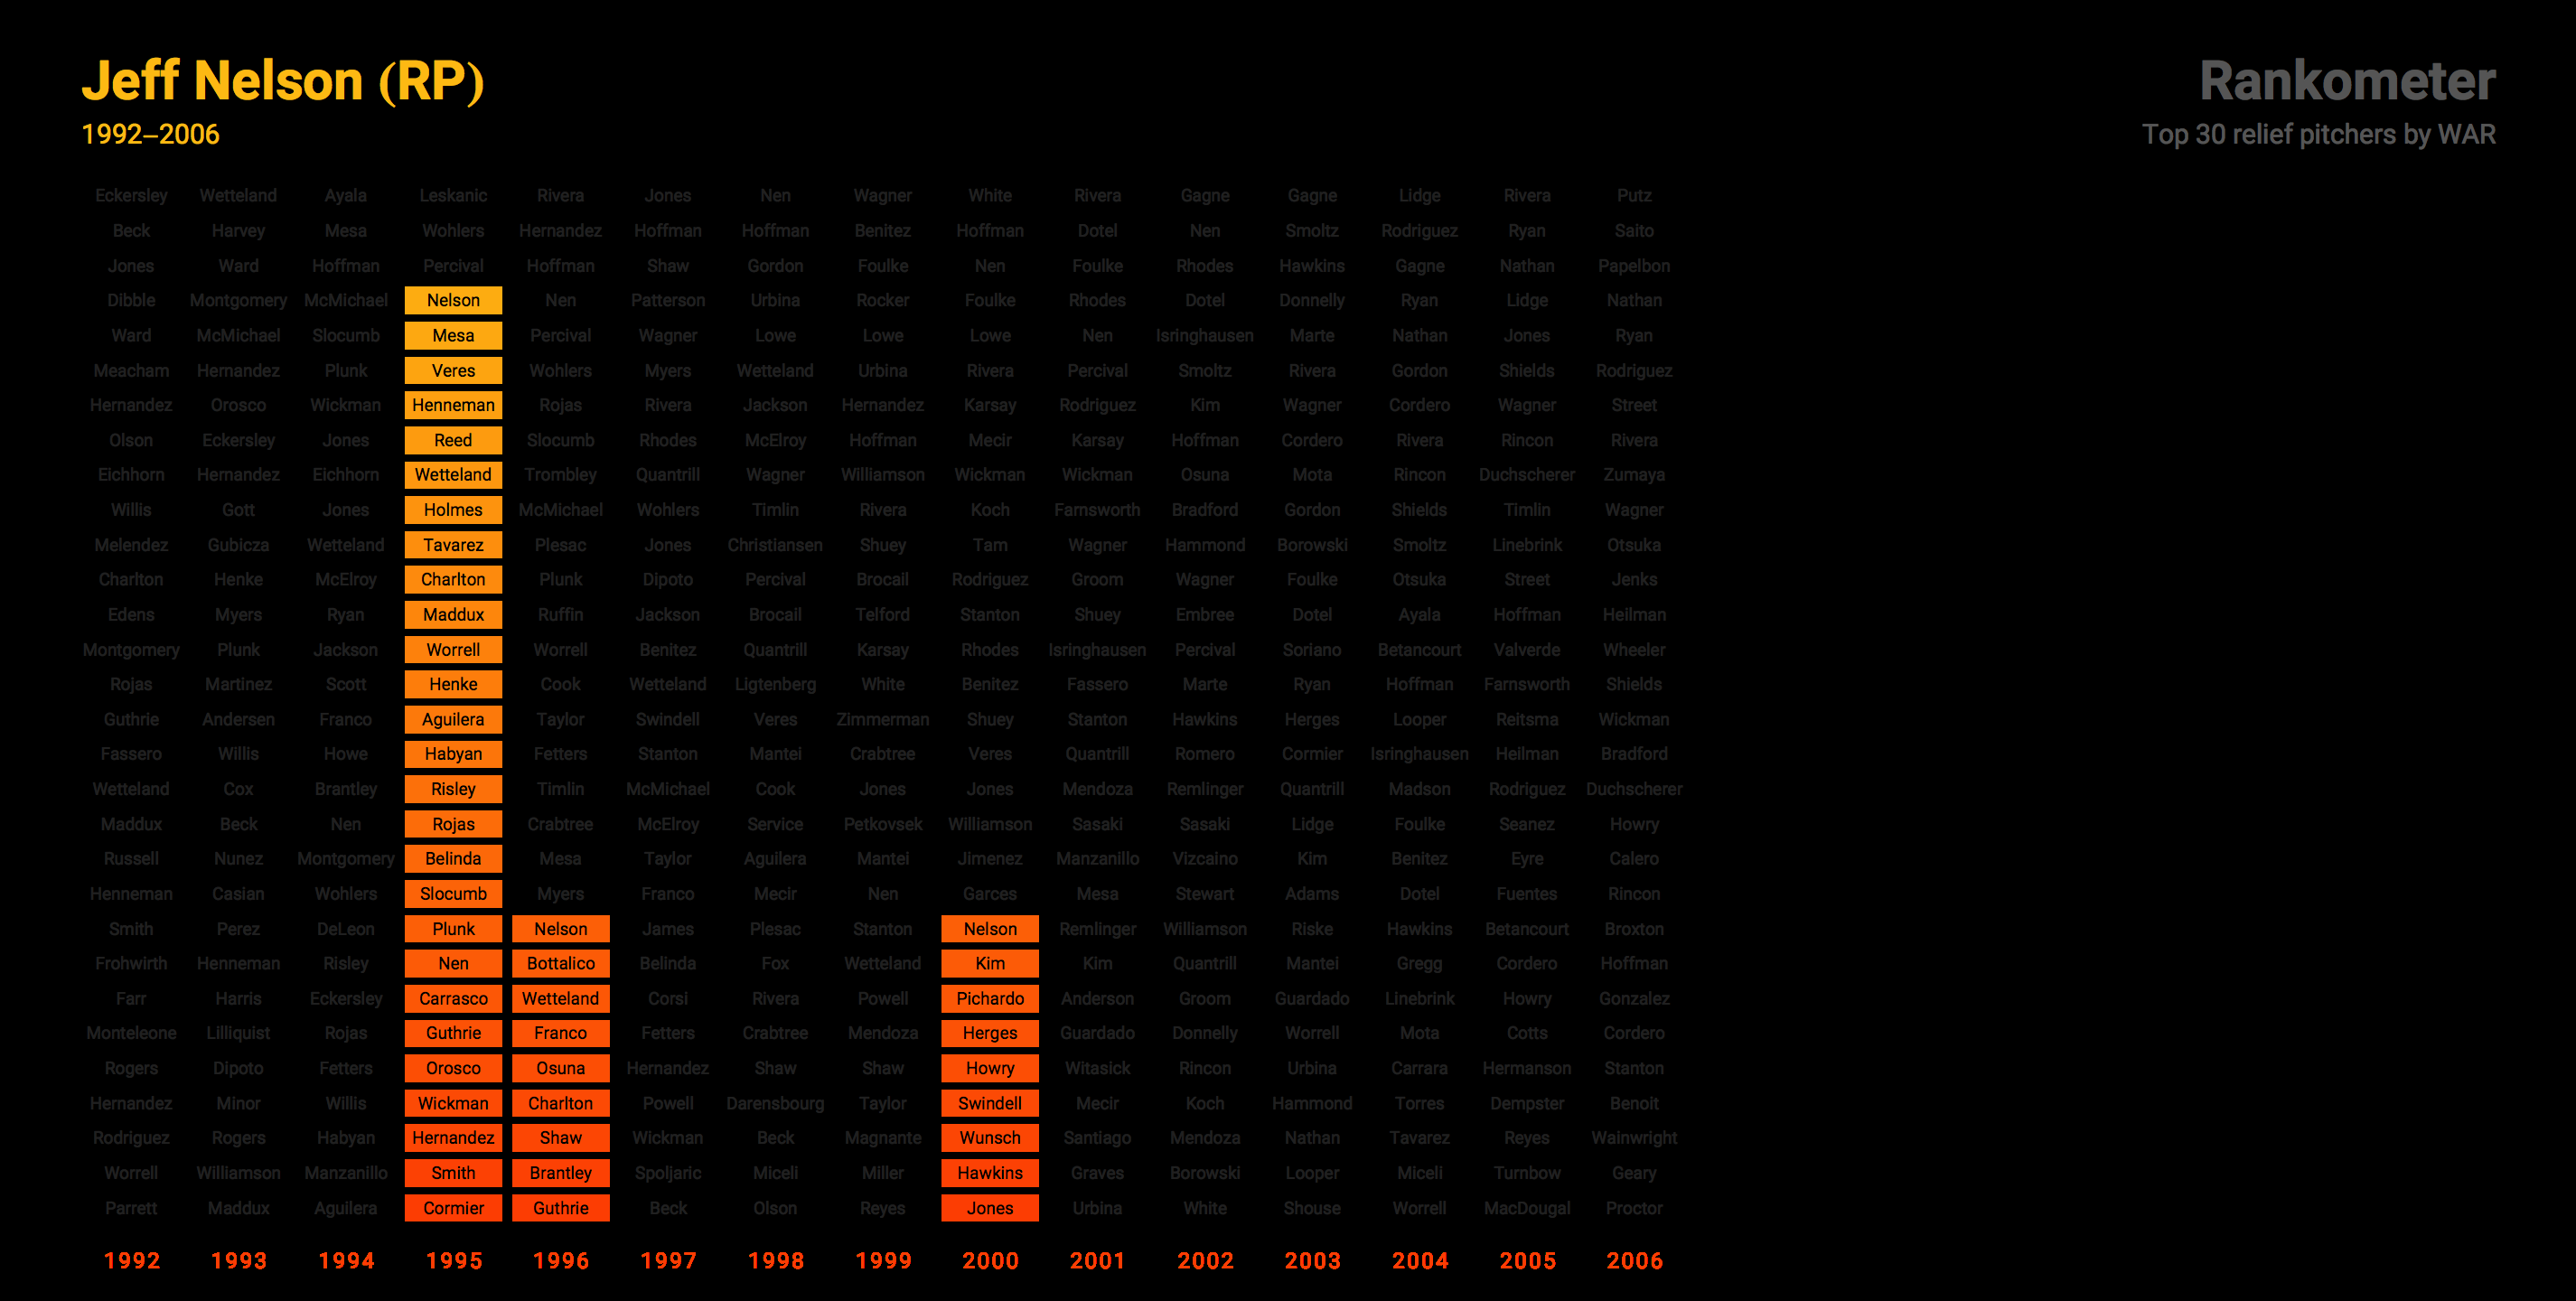 Jeff Nelson (RP)
1992–2006
Rankometer
Top 30 relief pitchers by WAR
Eckersley Wetteland Ayala Leskanic Rivera Jones Nen Wagner White Rivera Gagne Gagne Lidge Rivera Putz
Beck Harvey Mesa Wohlers Hernandez Hoffman Hoffman Benitez Hoffman Dotel Nen Smoltz Rodriguez Ryan Saito
Jones Ward Hoffman Percival Hoffman Shaw Gordon Foulke Nen Foulke Rhodes Hawkins Gagne Nathan Papelbon
Dibble Montgomery McMichael Nelson Nen Patterson Urbina Rocker Foulke Rhodes Dotel Donnelly Ryan Lidge Nathan
Ward McMichael Slocumb Mesa Percival Wagner Lowe Lowe Lowe Nen Isringhausen Marte Nathan Jones Ryan
Meacham Hernandez Plunk Veres Wohlers Myers Wetteland Urbina Rivera Percival Smoltz Rivera Gordon Shields Rodriguez
Hernandez Orosco Wickman Henneman Rojas Rivera Jackson Hernandez Karsay Rodriguez Kim Wagner Cordero Wagner Street
Olson Eckersley Jones Reed Slocumb Rhodes McElroy Hoffman Mecir Karsay Hoffman Cordero Rivera Rincon Rivera
Eichhorn Hernandez Eichhorn Wetteland Trombley Quantrill Wagner Williamson Wickman Wickman Osuna Mota Rincon Duchscherer Zumaya
Willis Gott Jones Holmes McMichael Wohlers Timlin Rivera Koch Farnsworth Bradford Gordon Shields Timlin Wagner
Melendez Gubicza Wetteland Tavarez Plesac Jones Christiansen Shuey Tam Wagner Hammond Borowski Smoltz Linebrink Otsuka
Charlton Henke McElroy Charlton Plunk Dipoto Percival Brocail Rodriguez Groom Wagner Foulke Otsuka Street Jenks
Edens Myers Ryan Maddux Ruffin Jackson Brocail Telford Stanton Shuey Embree Dotel Ayala Hoffman Heilman
Montgomery Plunk Jackson Worrell Worrell Benitez Quantrill Karsay Rhodes Isringhausen Percival Soriano Betancourt Valverde Wheeler
Rojas Martinez Scott Henke Cook Wetteland Ligtenberg White Benitez Fassero Marte Ryan Hoffman Farnsworth Shields
Guthrie Andersen Franco Aguilera Taylor Swindell Veres Zimmerman Shuey Stanton Hawkins Herges Looper Reitsma Wickman
Fassero Willis Howe Habyan Fetters Stanton Mantei Crabtree Veres Quantrill Romero Cormier Isringhausen Heilman Bradford
Wetteland Cox Brantley Risley Timlin McMichael Cook Jones Jones Mendoza Remlinger Quantrill Madson Rodriguez Duchscherer
Maddux Beck Nen Rojas Crabtree McElroy Service Petkovsek Williamson Sasaki Sasaki Lidge Foulke Seanez Howry
Russell Nunez Montgomery Belinda Mesa Taylor Aguilera Mantei Jimenez Manzanillo Vizcaino Kim Benitez Eyre Calero
Henneman Casian Wohlers Slocumb Myers Franco Mecir Nen Garces Mesa Stewart Adams Dotel Fuentes Rincon
Smith Perez DeLeon Plunk Nelson James Plesac Stanton Nelson Remlinger Williamson Riske Hawkins Betancourt Broxton
Frohwirth Henneman Risley Nen Bottalico Belinda Fox Wetteland Kim Kim Quantrill Mantei Gregg Cordero Hoffman
Farr Harris Eckersley Carrasco Wetteland Corsi Rivera Powell Pichardo Anderson Groom Guardado Linebrink Howry Gonzalez
Monteleone Lilliquist Rojas Guthrie Franco Fetters Crabtree Mendoza Herges Guardado Donnelly Worrell Mota Cotts Cordero
Rogers Dipoto Fetters Orosco Osuna Hernandez Shaw Shaw Howry Witasick Rincon Urbina Carrara Hermanson Stanton
Hernandez Minor Willis Wickman Charlton Powell Darensbourg Taylor Swindell Mecir Koch Hammond Torres Dempster Benoit
Rodriguez Rogers Habyan Hernandez Shaw Wickman Beck Magnante Wunsch Santiago Mendoza Nathan Tavarez Reyes Wainwright
Worrell Williamson Manzanillo Smith Brantley Spoljaric Miceli Miller Hawkins Graves Borowski Looper Miceli Turnbow Geary
Parrett Maddux Aguilera Cormier Guthrie Beck Olson Reyes Jones Urbina White Shouse Worrell MacDougal Proctor
1992 1993 1994 1995 1996 1997 1998 1999 2000 2001 2002 2003 2004 2005 2006